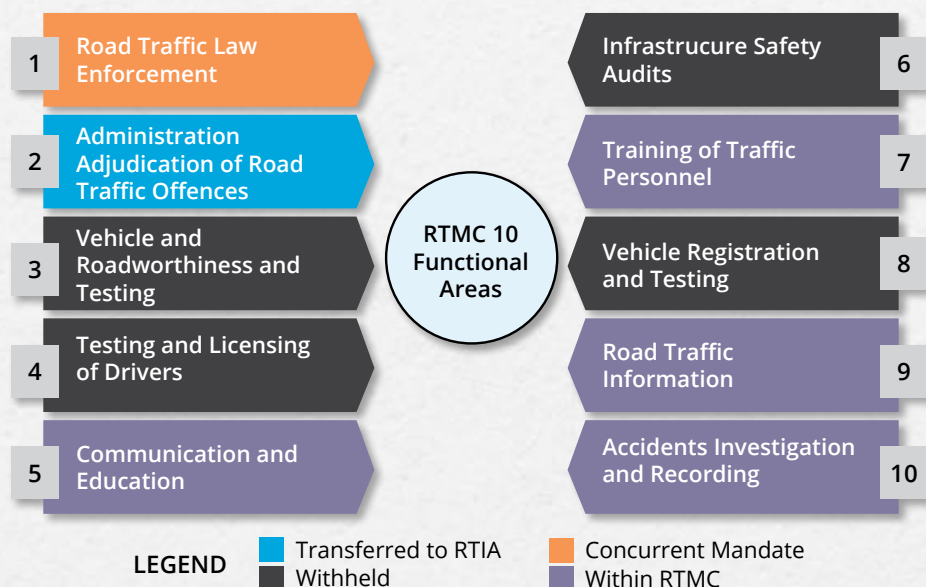 1
Road Traffic Law
Enforcement
2
Administration
Adjudication of Road
Traffic Offences
3
Vehicle and
Roadworthiness and
Testing
4
Testing and Licensing
of Drivers
5
Communication and
Education
RTMC 10
Functional
Areas
Infrastrucure Safety
Audits
6
Training of Traffic
Personnel
7
Vehicle Registration
and Testing
8
Road Traffic
Information
9
Accidents Investigation
and Recording
10
LEGEND
Transferred to RTIA
Withheld
Concurrent Mandate
Within RTMC